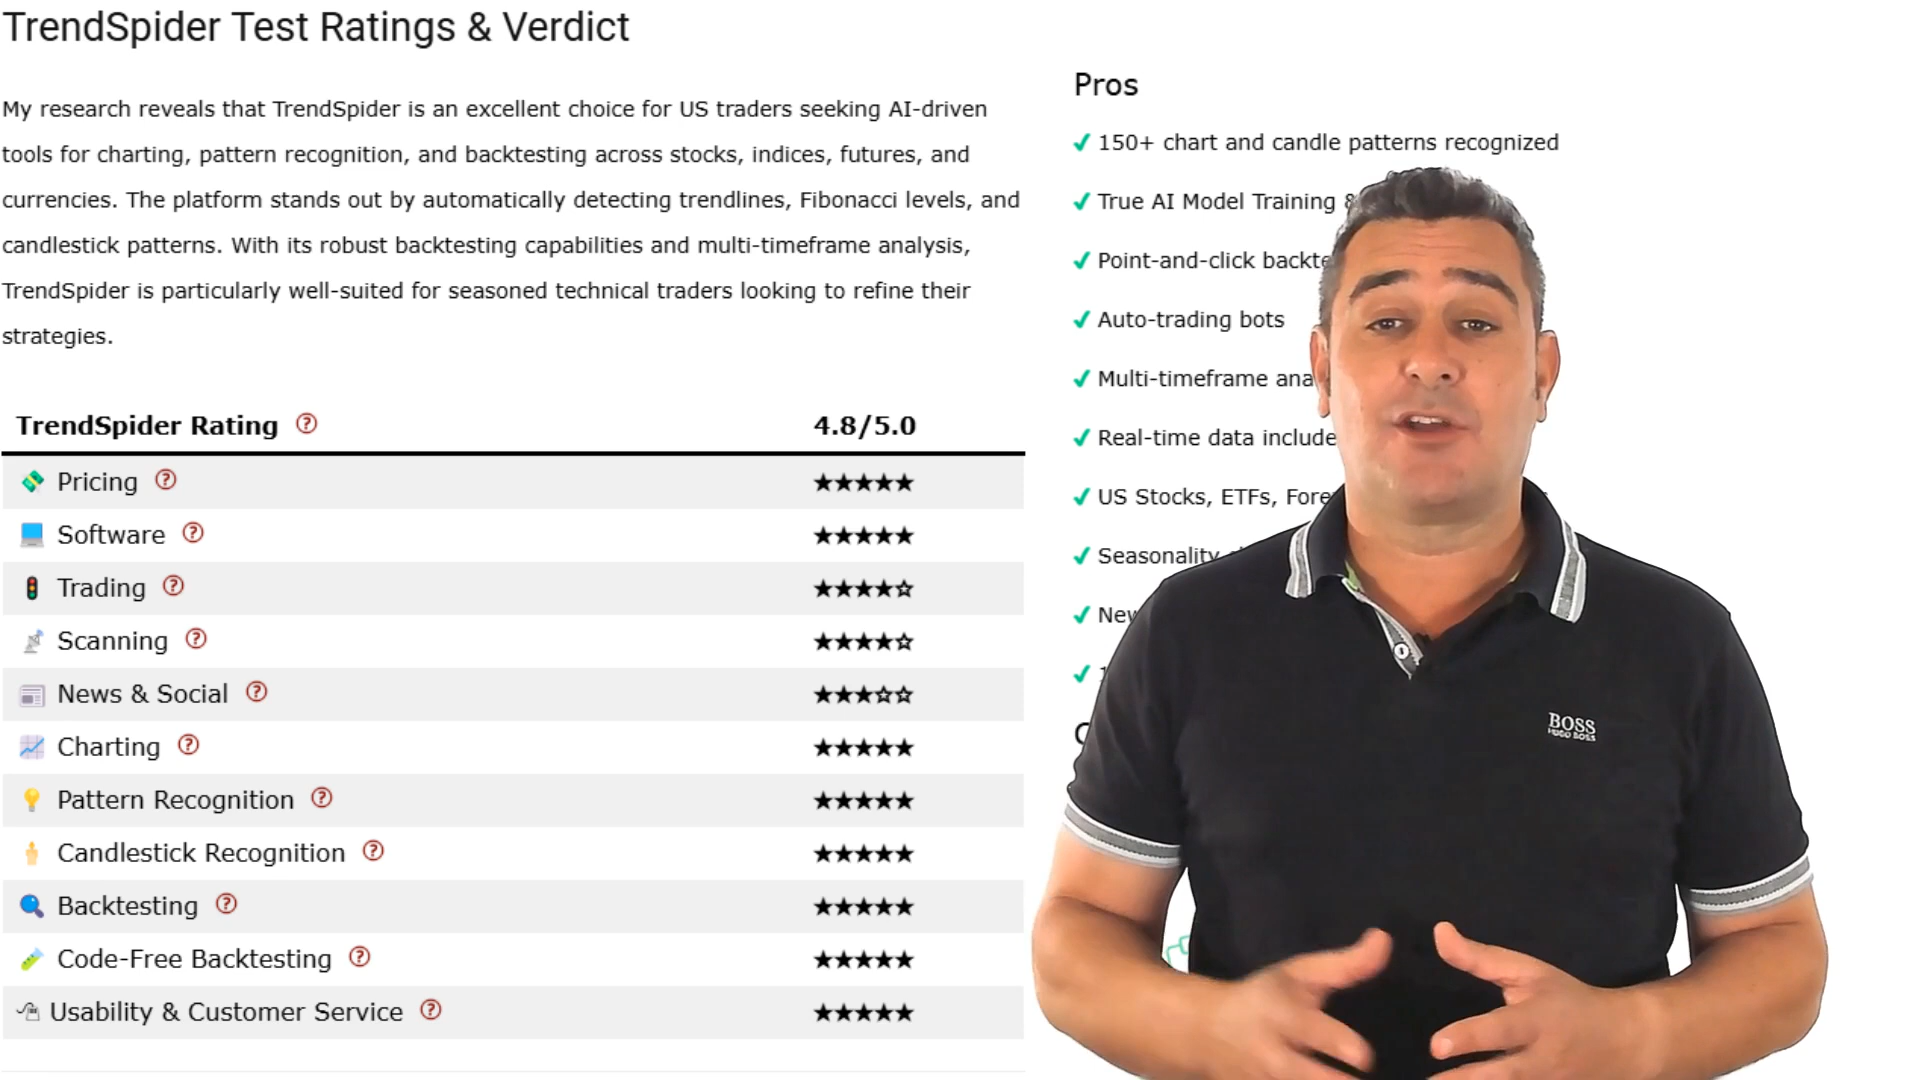 TrendSpider Test Ratings & Verdict
My research reveals that TrendSpider is an excellent choice for US traders seeking AI-driven
tools for charting, pattern recognition, and backtesting across stocks, indices, futures, and
currencies. The platform stands out by automatically detecting trendlines, Fibonacci levels, and
candlestick patterns. With its robust backtesting capabilities and multi-timeframe analysis,
TrendSpider is particularly well-suited for seasoned technical traders looking to refine their
strategies.
TrendSpider Rating ? 4.8/5.0
Pricing ? ★★★★★
Software ? ★★★★★
Trading ? ★★★★☆
Scanning ? ★★★★☆
News & Social ? ★★★☆☆
Charting ? ★★★★★
Pattern Recognition ? ★★★★★
Candlestick Recognition ? ★★★★★
Backtesting ? ★★★★★
Code-Free Backtesting ? ★★★★★
Usability & Customer Service ? ★★★★★
Pros
✔ 150+ chart and candle patterns recognized
✔ True AI Model Training &
✔ Point-and-click
✔ Auto-trading bots
✔ Multi-timeframe
✔ Real-time data
✔ US Stocks, ETFs,
✔ Seasonality
BOSS
HUGO BOSS